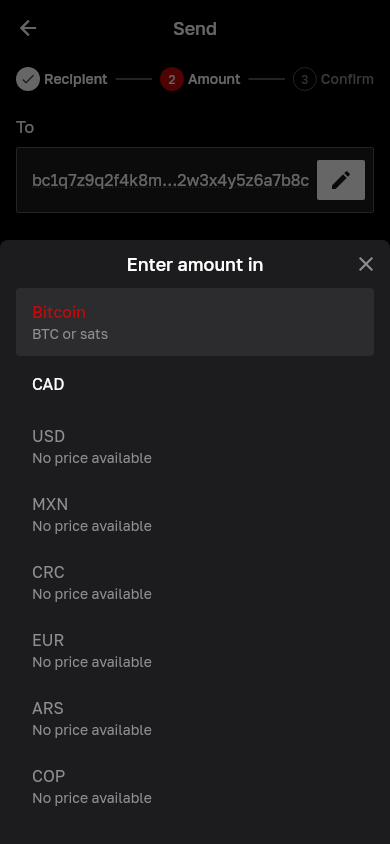 Send
Recipient
2 Amount
3 Confirm
To
bc1q7z9q2f4k8m...2w3x4y5z6a7b8c
Enter amount in
Bitcoin
BTC or sats
CAD
USD
No price available
MXN
No price available
CRC
No price available
EUR
No price available
ARS
No price available
COP
No price available